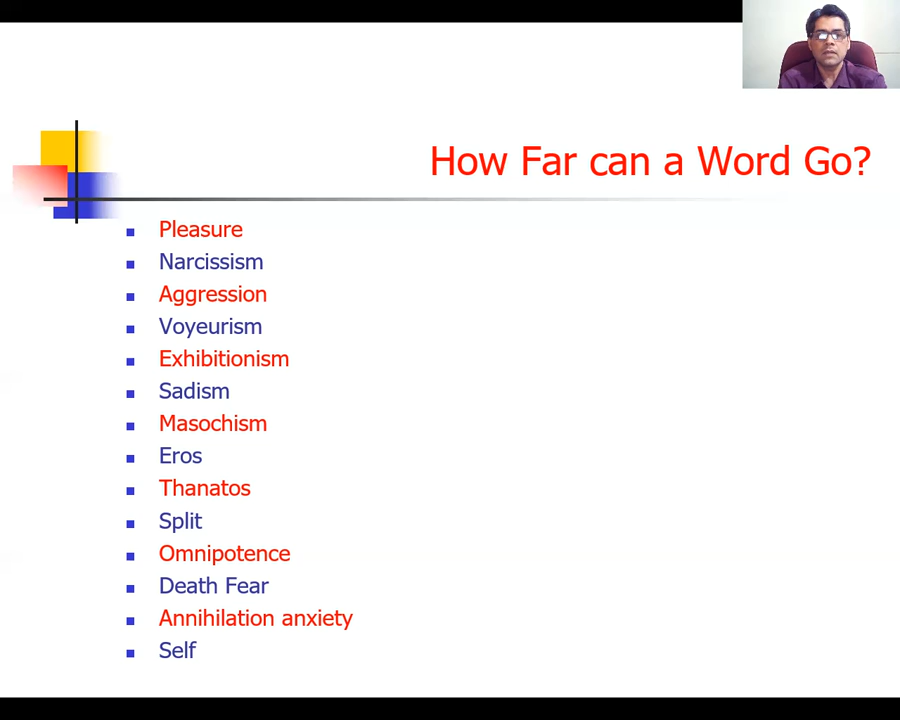 How Far can a Word Go?
Pleasure
Narcissism
Aggression
Voyeurism
Exhibitionism
Sadism
Masochism
Eros
Thanatos
Split
Omnipotence
Death Fear
Annihilation anxiety
Self